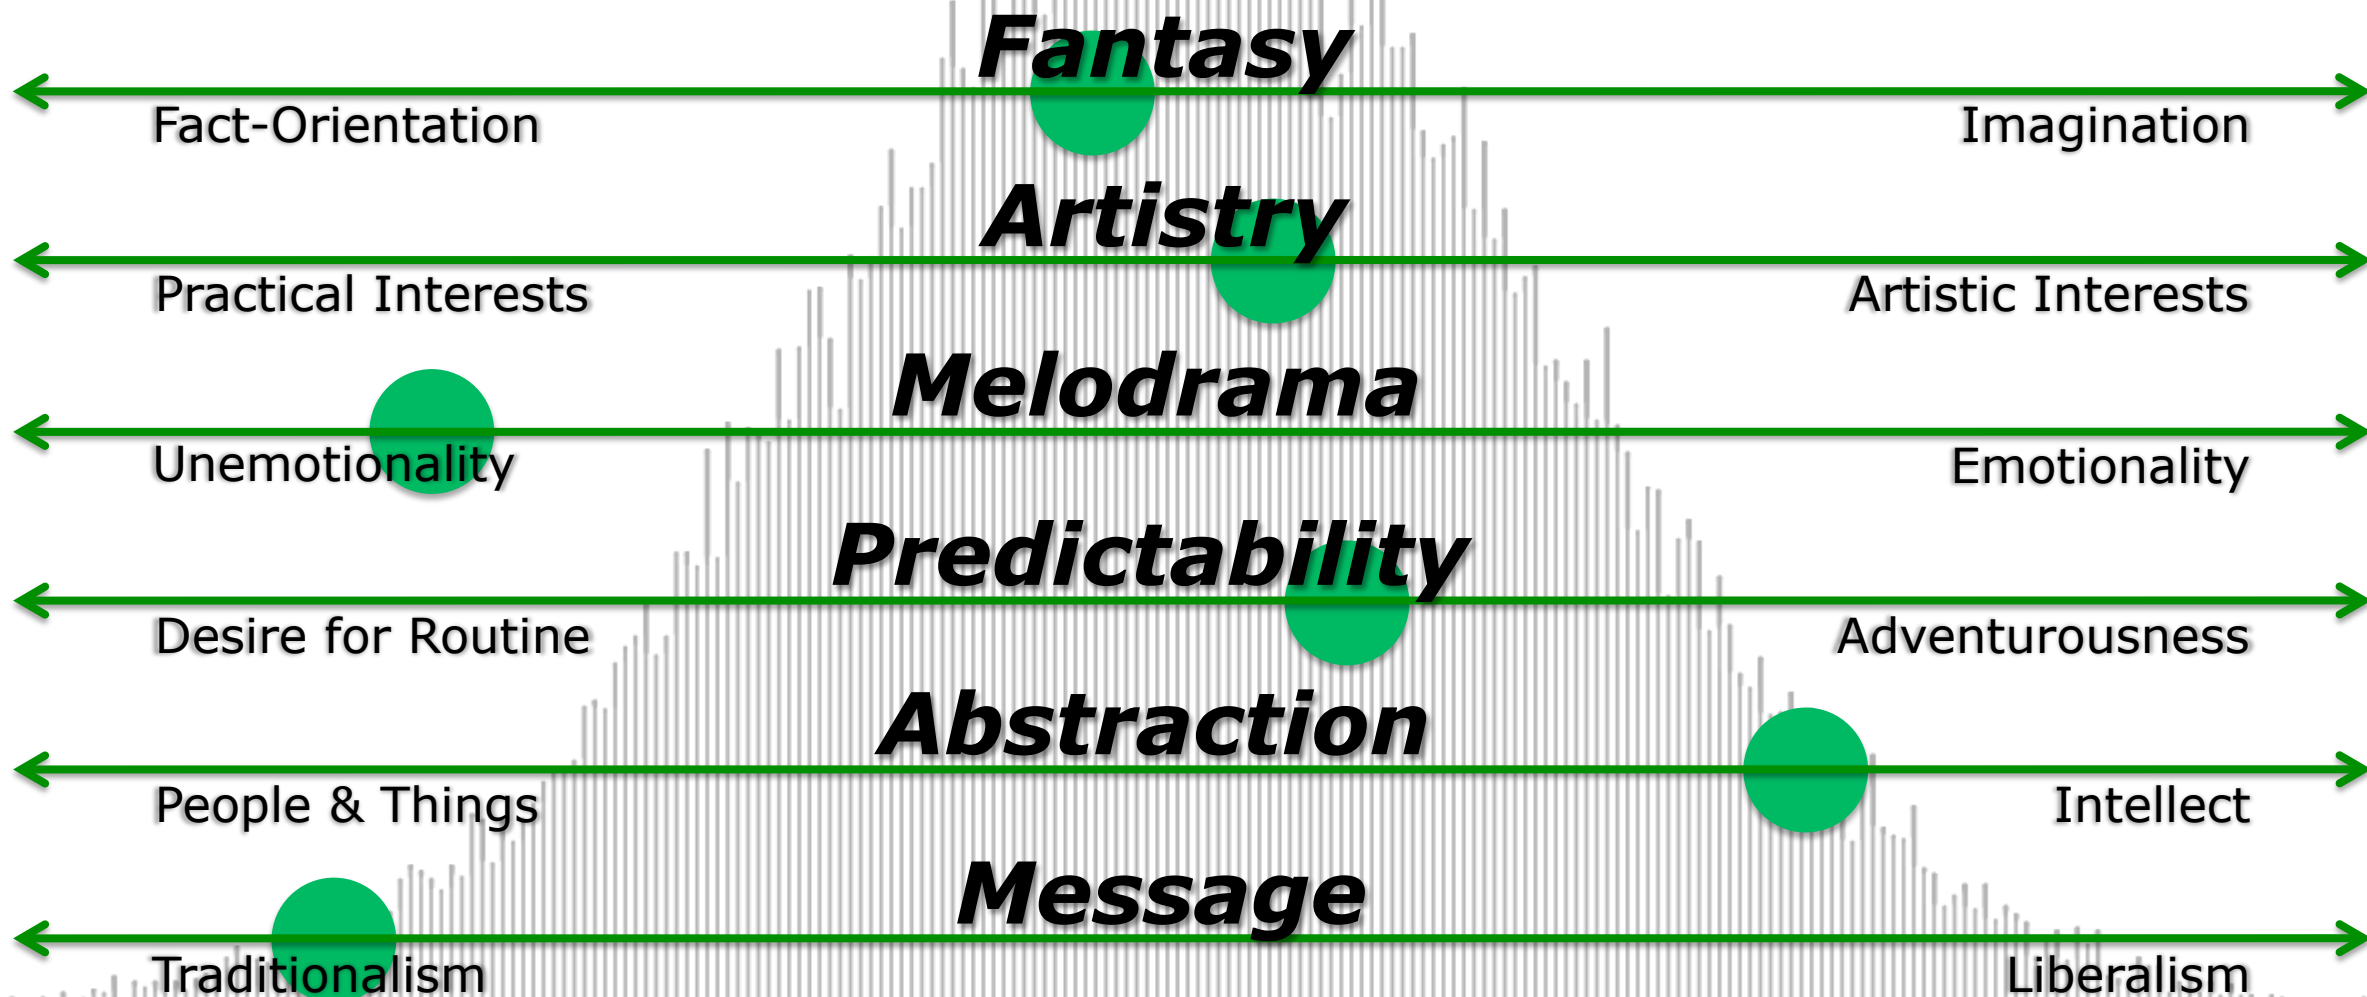 Fantasy
Fact-Orientation Imagination
Artistry
Practical Interests Artistic Interests
Melodrama
Unemotionality Emotionality
Predictability
Desire for Routine Adventurousness
Abstraction
People & Things Intellect
Message
Traditionalism Liberalism